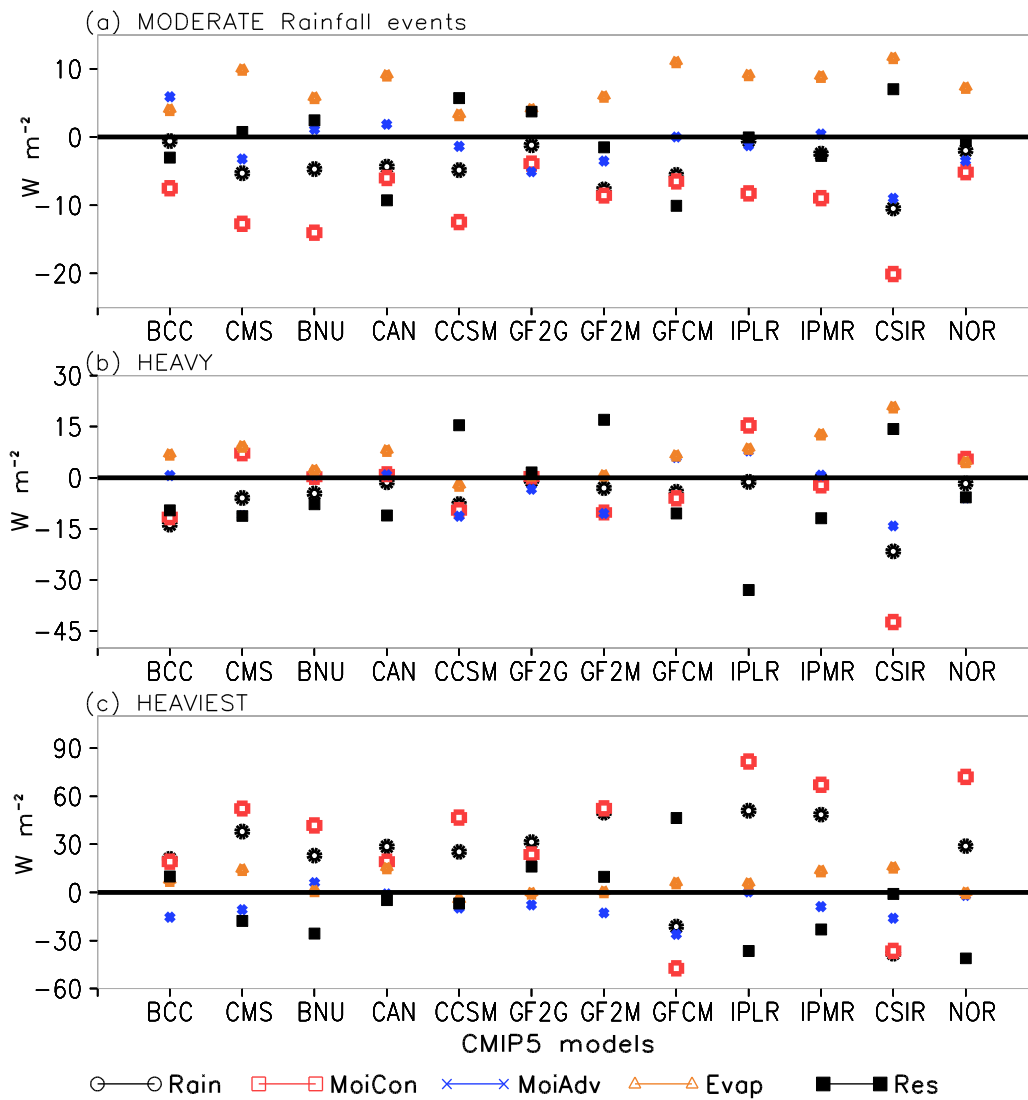 (a) MODERATE Rainfall events
10
0
−10
−20
W m⁻²
BCC CMS BNU CAN CCSM GF2G GF2M GFCM IPLR IPMR CSIR NOR
(b) HEAVY
30
15
0
−15
−30
−45
W m⁻²
BCC CMS BNU CAN CCSM GF2G GF2M GFCM IPLR IPMR CSIR NOR
(c) HEAVIEST
90
60
30
0
−30
−60
W m⁻²
BCC CMS BNU CAN CCSM GF2G GF2M GFCM IPLR IPMR CSIR NOR
CMIP5 models
Rain MoiCon MoiAdv Evap Res